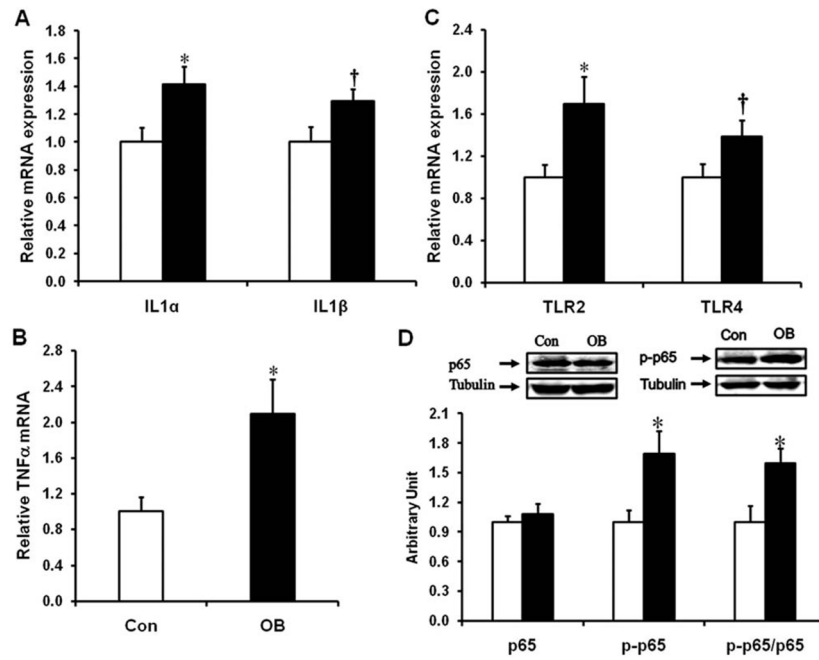 A
Relative mRNA expression
1.8
1.6
1.4
1.2
1.0
0.8
0.6
0.4
0.2
0.0
*
†
IL1α
IL1β
C
Relative mRNA expression
2.8
2.4
2.0
1.6
1.2
0.8
0.4
0.0
*
†
TLR2
TLR4
B
Relative TNFα mRNA
2.8
2.4
2.0
1.6
1.2
0.8
0.4
0.0
*
Con
OB
D
Con OB
p65
Tubulin
Con OB
p-p65
Tubulin
Arbitrary Unit
2.1
1.8
1.5
1.2
0.9
0.6
0.3
0.0
*
*
p65
p-p65
p-p65/p65